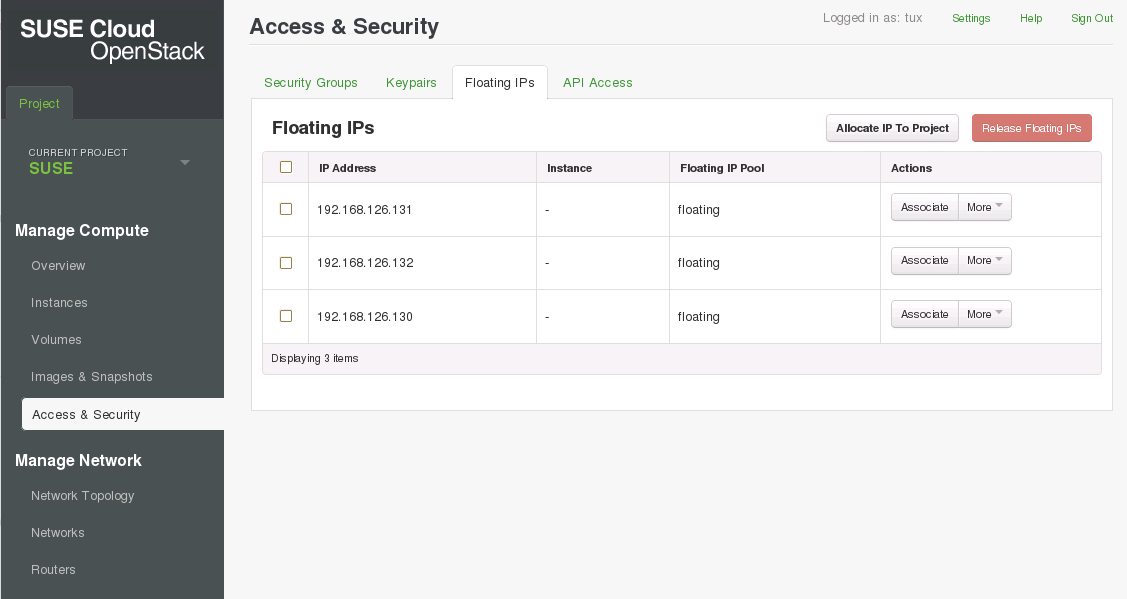 SUSE Cloud
OpenStack
Project
CURRENT PROJECT
SUSE
Manage Compute
Overview
Instances
Volumes
Images & Snapshots
Access & Security
Manage Network
Network Topology
Networks
Routers
Access & Security
Logged in as: tux Settings Help Sign Out
Security Groups Keypairs Floating IPs API Access
Floating IPs
Allocate IP To Project Release Floating IPs
IP Address Instance Floating IP Pool Actions
192.168.126.131 - floating Associate More
192.168.126.132 - floating Associate More
192.168.126.130 - floating Associate More
Displaying 3 items